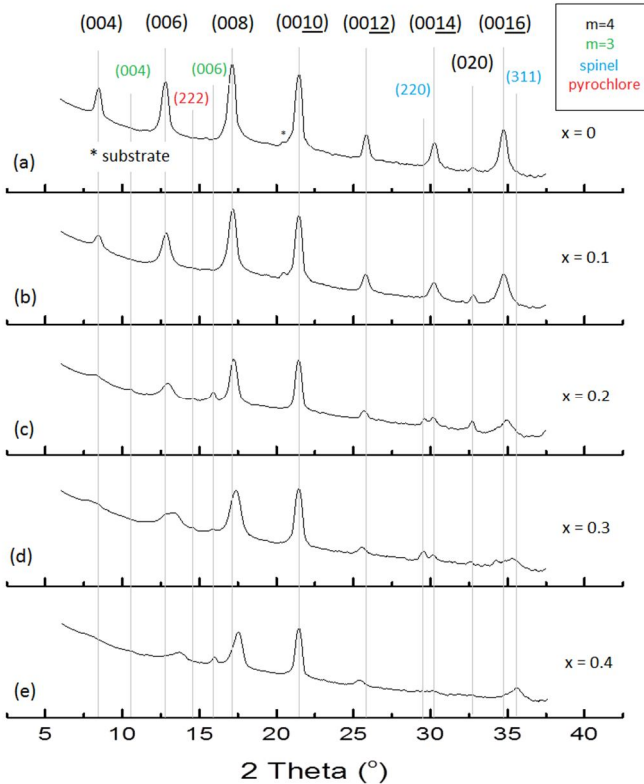 (004) (006) (008) (0010) (0012) (0014) (0016)
m=4
m=3
spinel
pyrochlore
(004) (006) (020)
(222) (220) (311)
* x = 0
(a) * substrate
x = 0.1
(b)
x = 0.2
(c)
x = 0.3
(d)
x = 0.4
(e)
5 10 15 20 25 30 35 40
2 Theta (°)